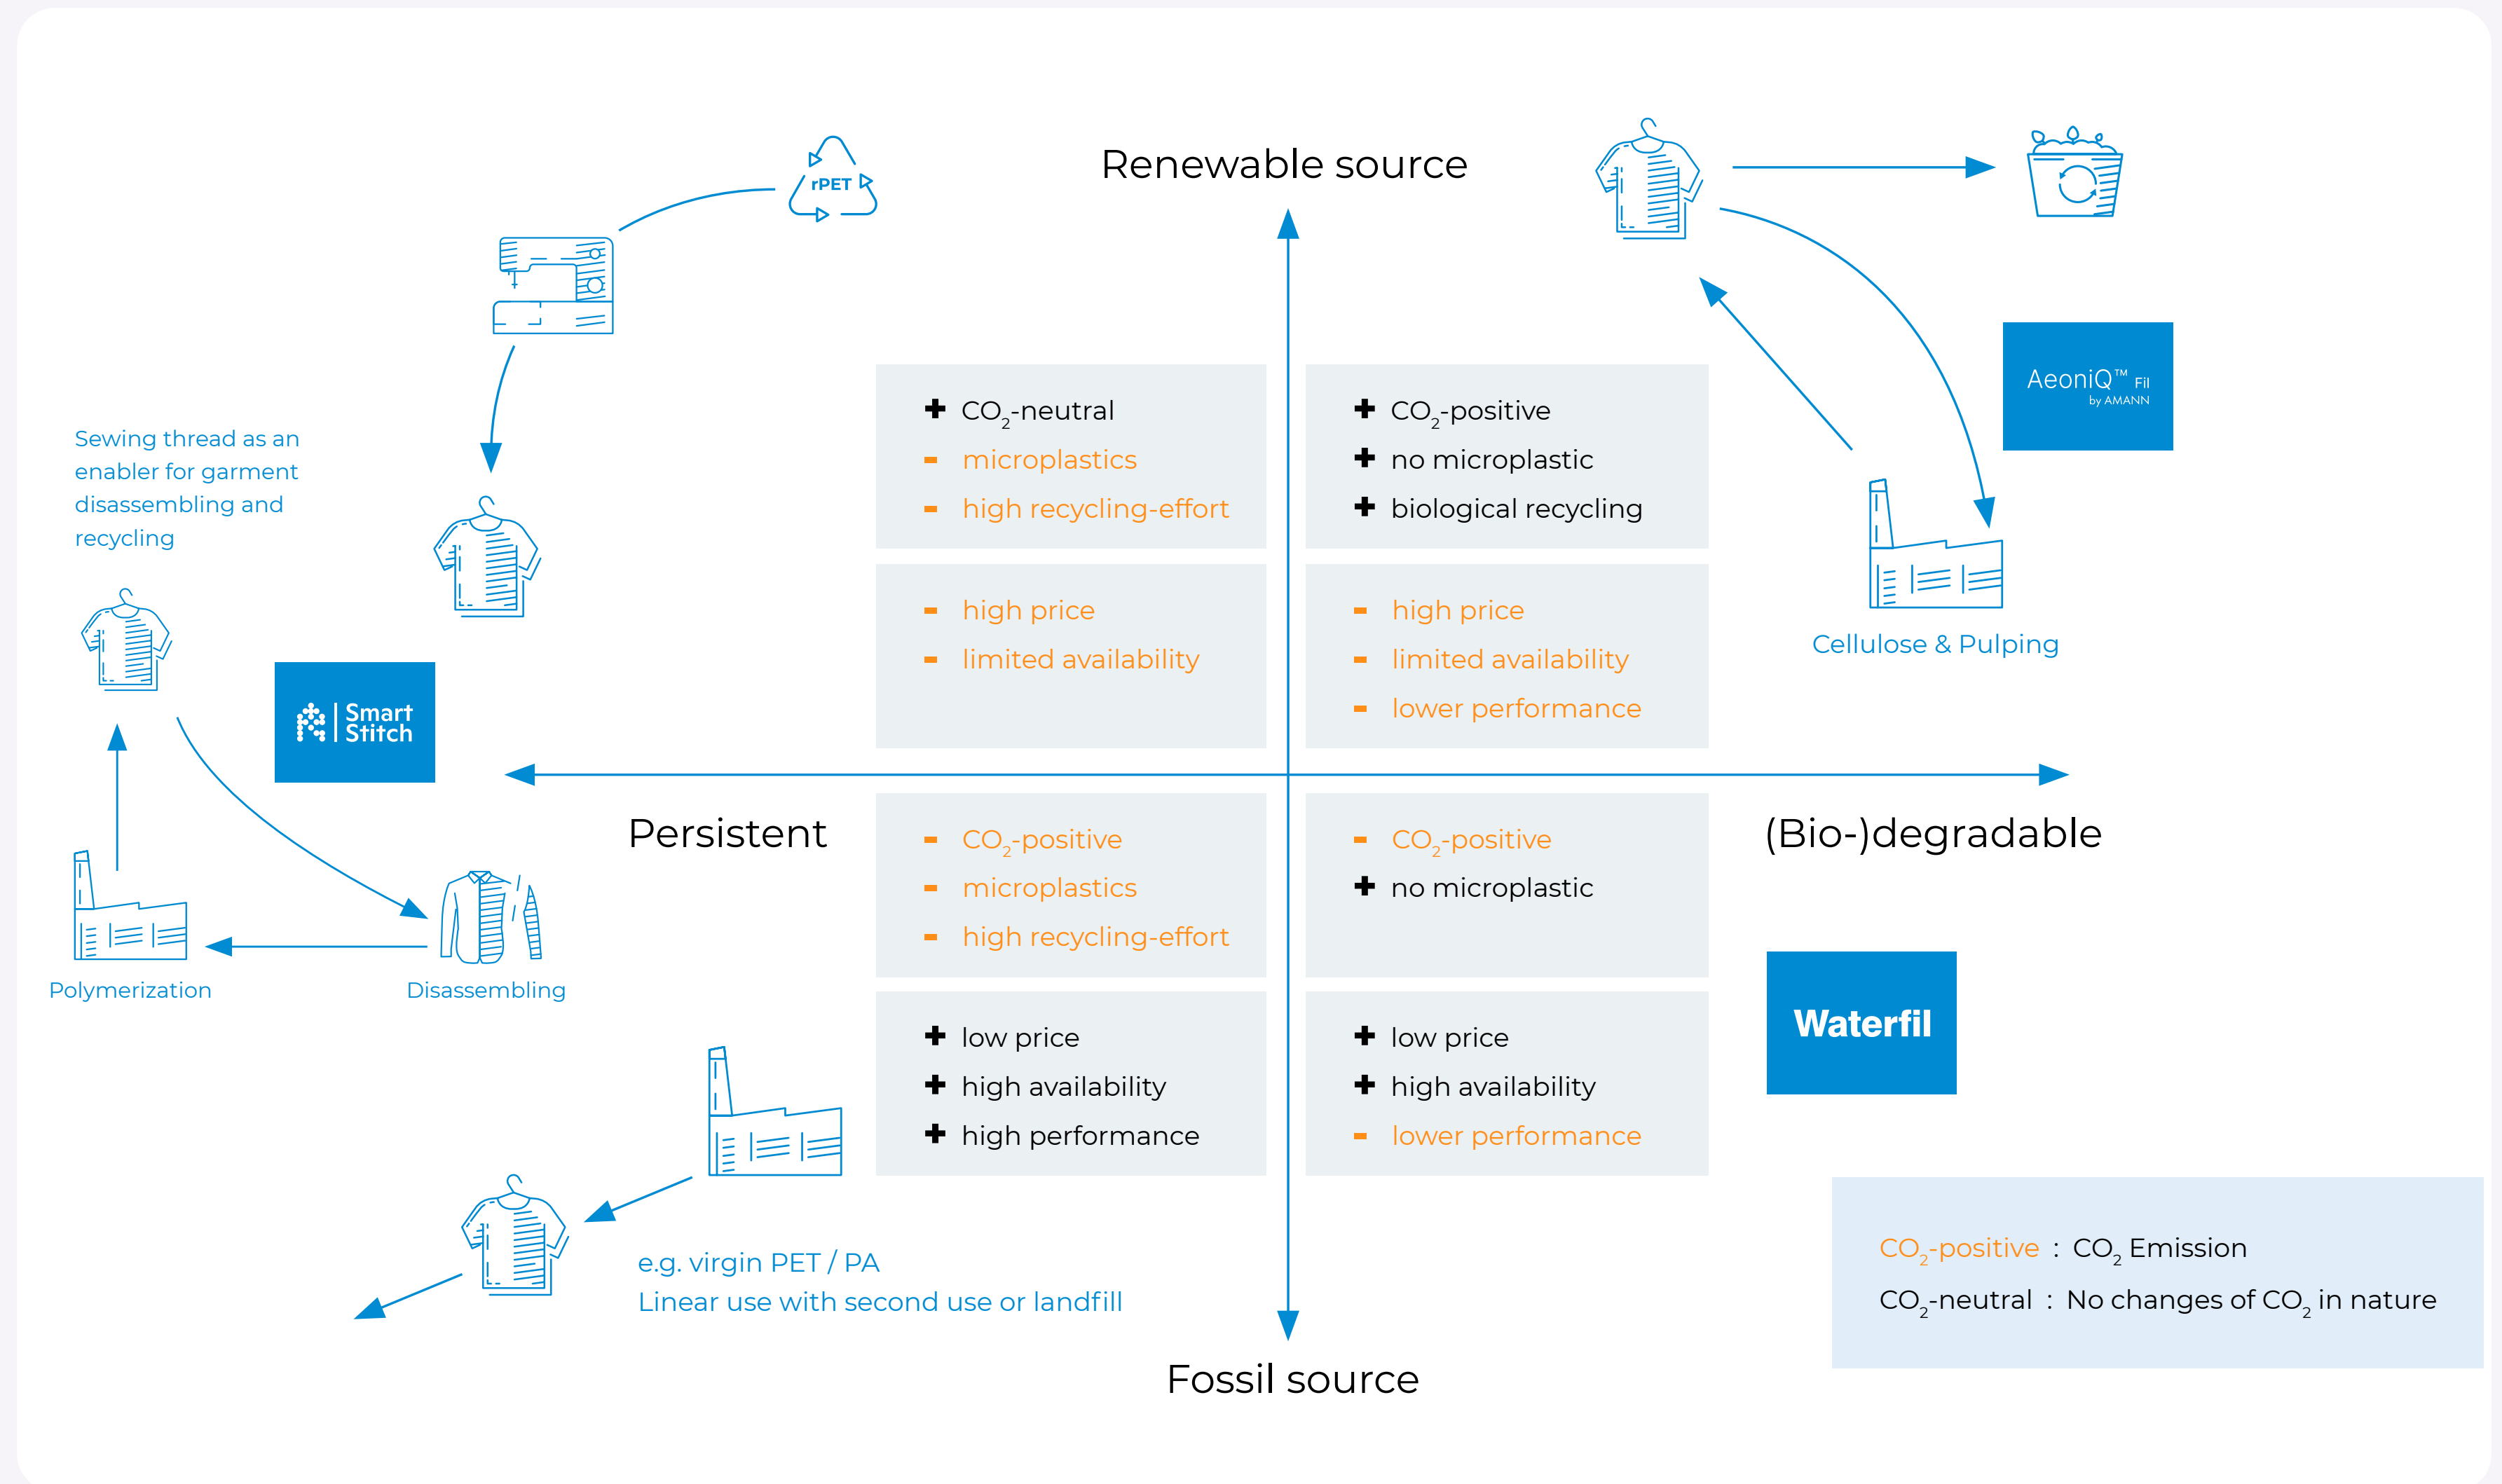 Renewable source
rPET
+ CO₂-neutral
- microplastics
- high recycling-effort
+ CO₂-positive
+ no microplastic
+ biological recycling
AeoniQ™ Fil
by AMANN
Sewing thread as an
enabler for garment
disassembling and
recycling
- high price
- limited availability
- high price
- limited availability
- lower performance
Cellulose & Pulping
Smart
Stitch
Persistent
(Bio-)degradable
- CO₂-positive
- microplastics
- high recycling-effort
- CO₂-positive
+ no microplastic
Polymerization
Disassembling
+ low price
+ high availability
+ high performance
+ low price
+ high availability
- lower performance
Waterfil
e.g. virgin PET / PA
Linear use with second use or landfill
CO₂-positive : CO₂ Emission
CO₂-neutral : No changes of CO₂ in nature
Fossil source